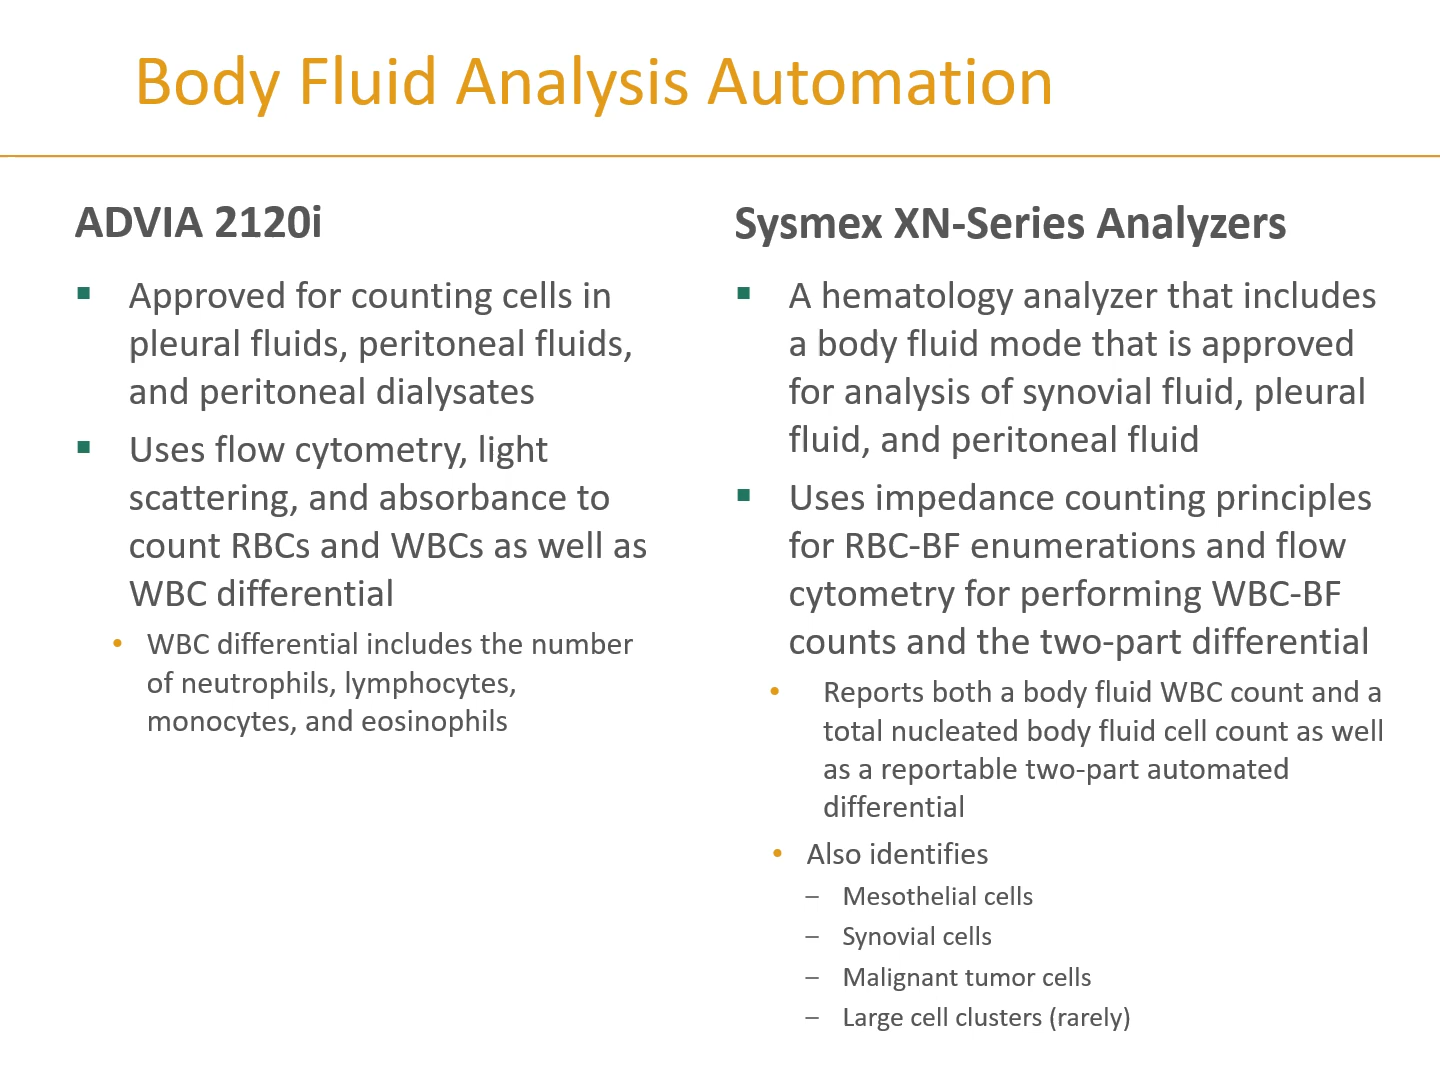 Body Fluid Analysis Automation
ADVIA 2120i
▪ Approved for counting cells in
pleural fluids, peritoneal fluids,
and peritoneal dialysates
▪ Uses flow cytometry, light
scattering, and absorbance to
count RBCs and WBCs as well as
WBC differential
• WBC differential includes the number
of neutrophils, lymphocytes,
monocytes, and eosinophils
Sysmex XN-Series Analyzers
▪ A hematology analyzer that includes
a body fluid mode that is approved
for analysis of synovial fluid, pleural
fluid, and peritoneal fluid
▪ Uses impedance counting principles
for RBC-BF enumerations and flow
cytometry for performing WBC-BF
counts and the two-part differential
• Reports both a body fluid WBC count and a
total nucleated body fluid cell count as well
as a reportable two-part automated
differential
• Also identifies
– Mesothelial cells
– Synovial cells
– Malignant tumor cells
– Large cell clusters (rarely)